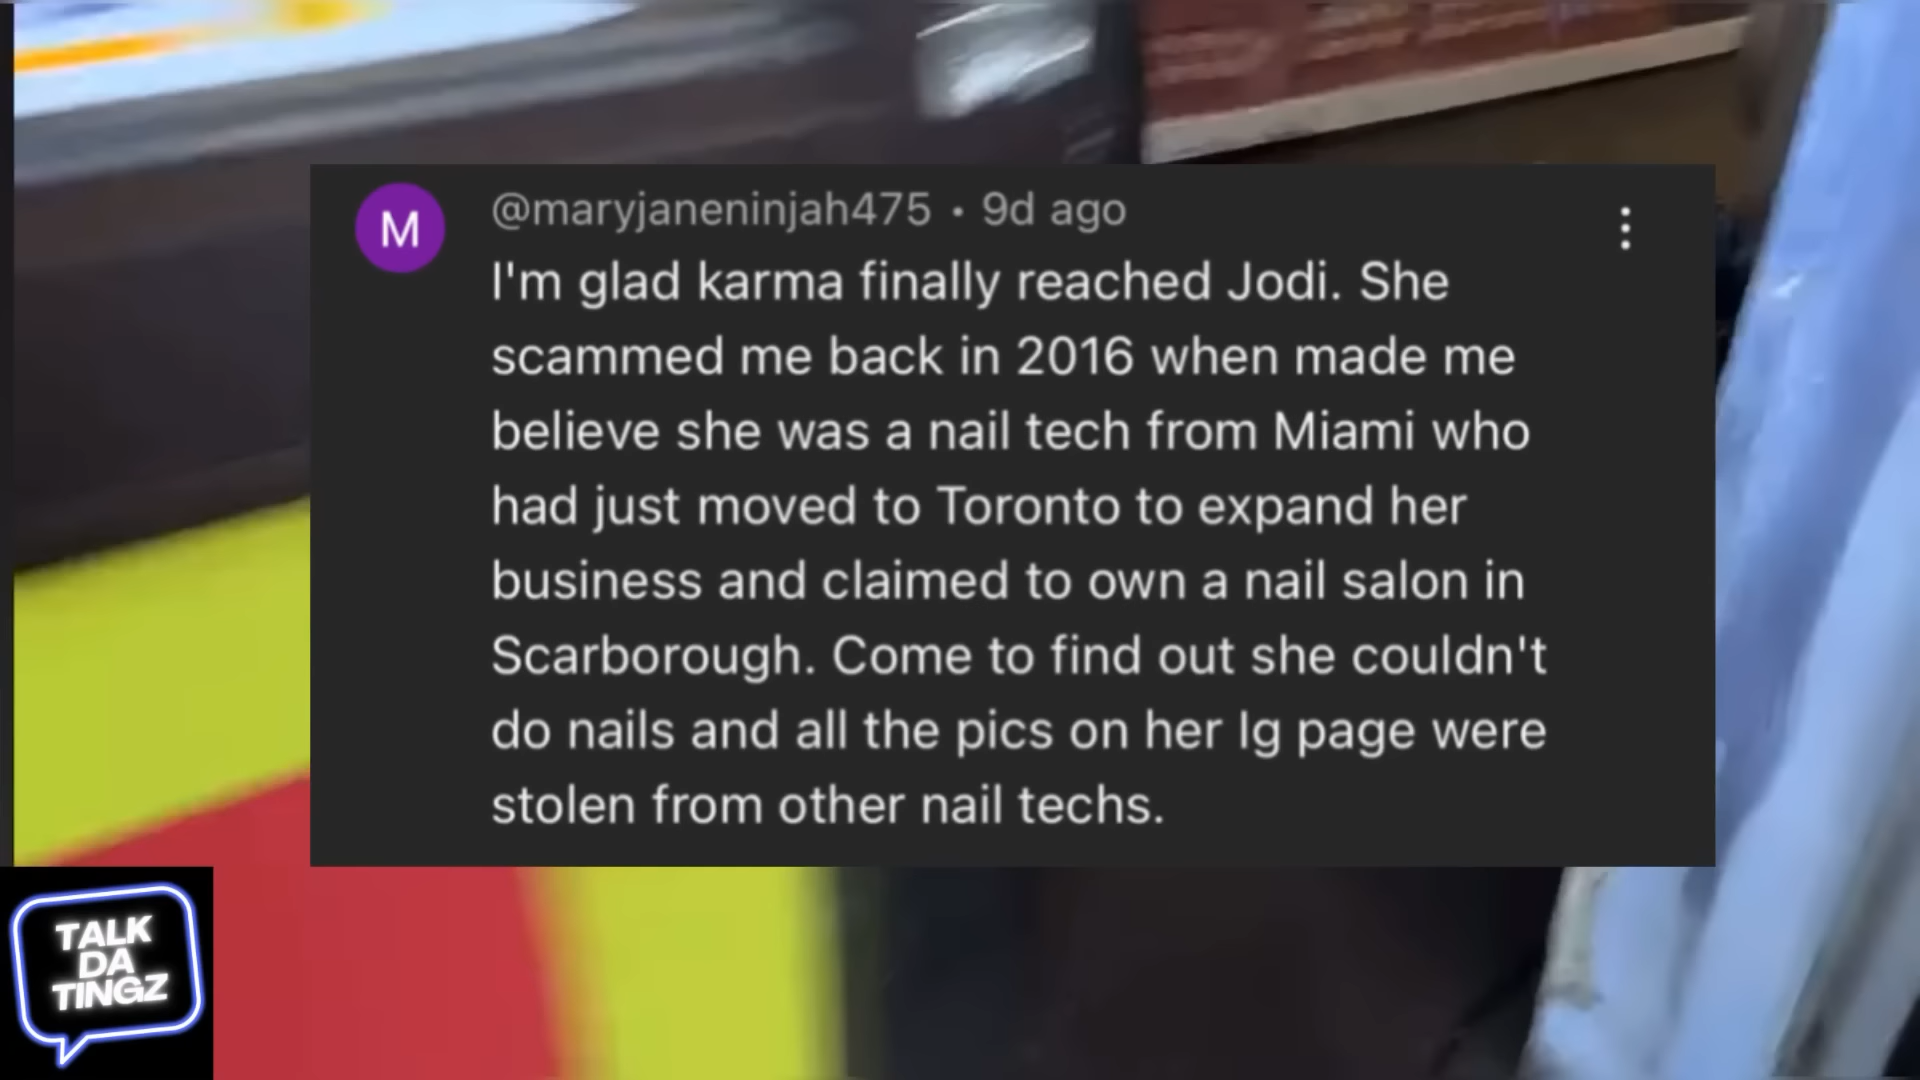 M
@maryjaneninjah475 • 9d ago
I'm glad karma finally reached Jodi. She
scammed me back in 2016 when made me
believe she was a nail tech from Miami who
had just moved to Toronto to expand her
business and claimed to own a nail salon in
Scarborough. Come to find out she couldn't
do nails and all the pics on her Ig page were
stolen from other nail techs.
TALK
DA
TINGZ